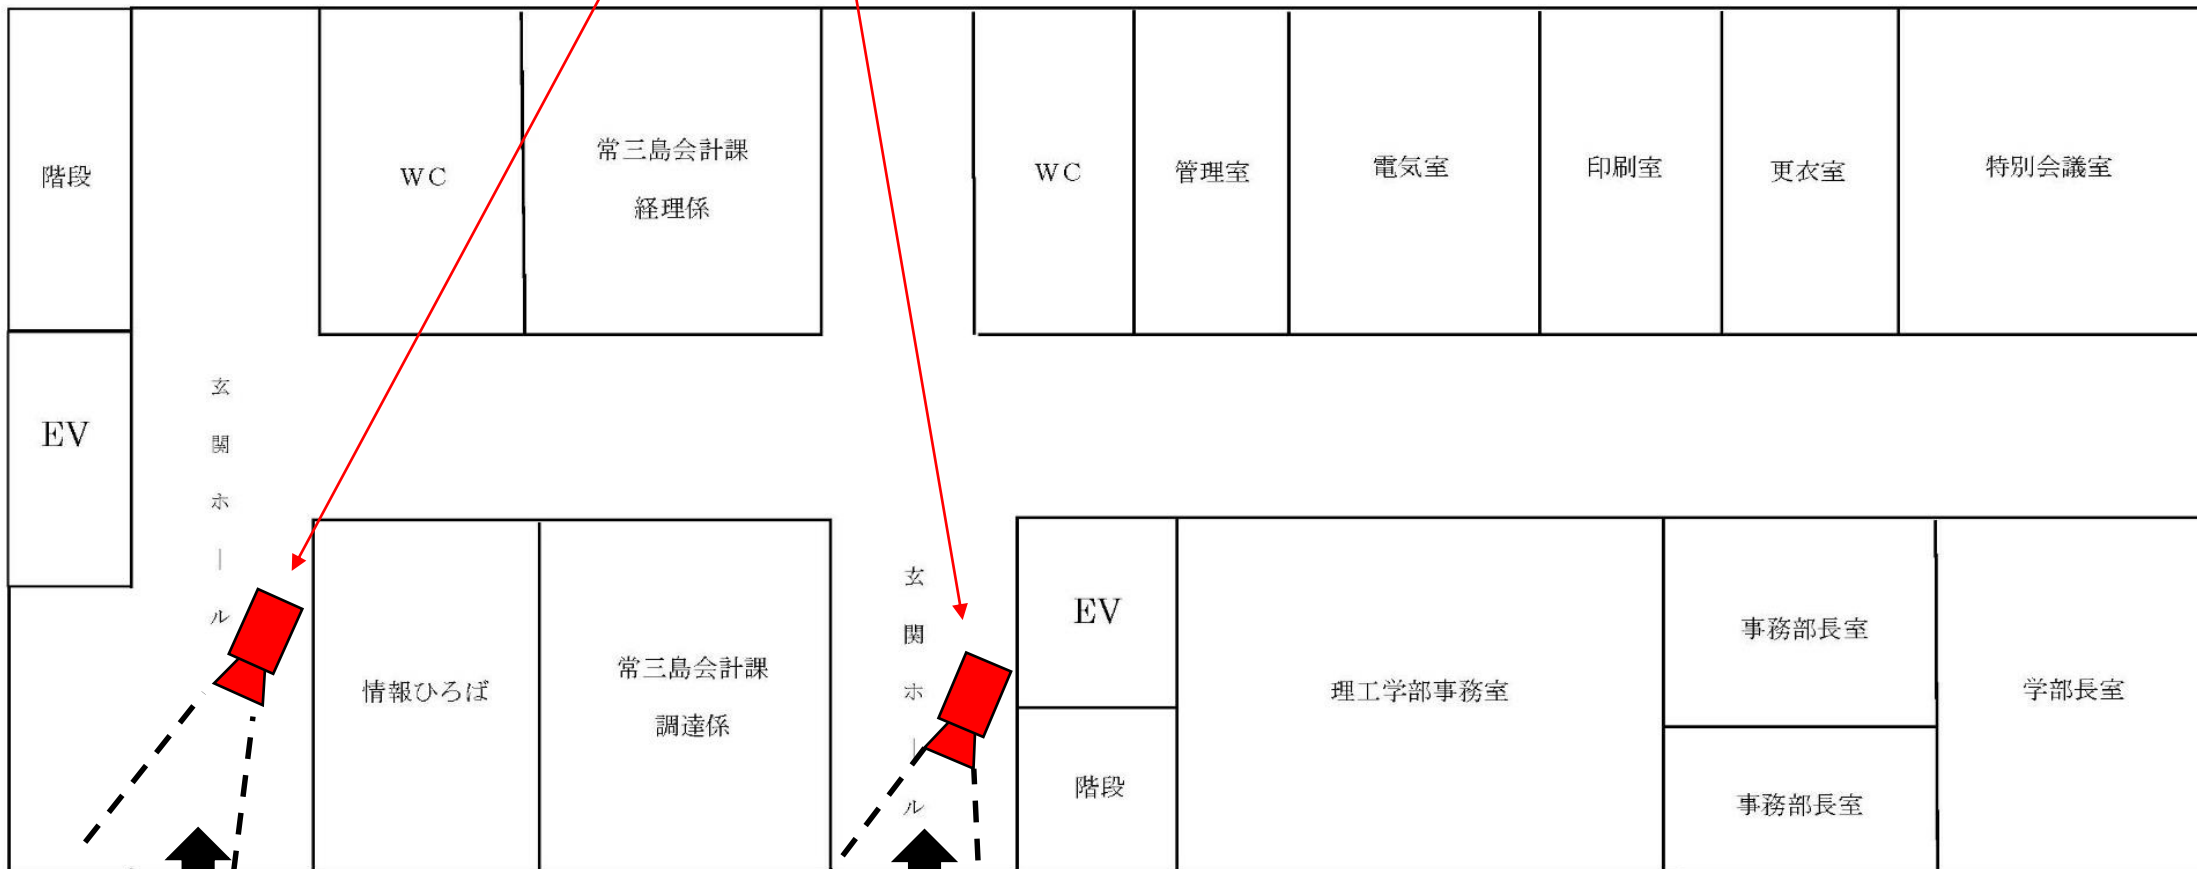 階段
WC
常三島会計課
経理係
WC
管理室
電気室
印刷室
更衣室
特別会議室
EV
玄関ホール
玄関ホール
情報ひろば
常三島会計課
調達係
EV
階段
理工学部事務室
事務部長室
事務部長室
学部長室